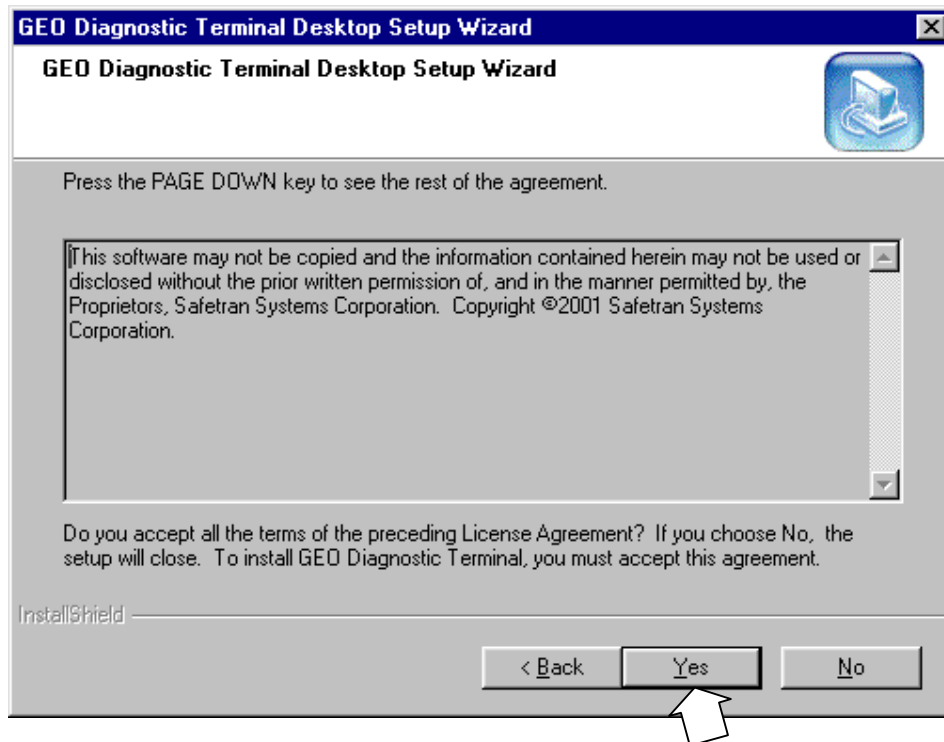 GEO Diagnostic Terminal Desktop Setup Wizard
GEO Diagnostic Terminal Desktop Setup Wizard
Press the PAGE DOWN key to see the rest of the agreement.
This software may not be copied and the information contained herein may not be used or
disclosed without the prior written permission of, and in the manner permitted by, the
Proprietors, Safetran Systems Corporation.  Copyright ©2001 Safetran Systems
Corporation.
Do you accept all the terms of the preceding License Agreement?  If you choose No,  the
setup will close.  To install GEO Diagnostic Terminal, you must accept this agreement.
InstallShield
< Back Yes No